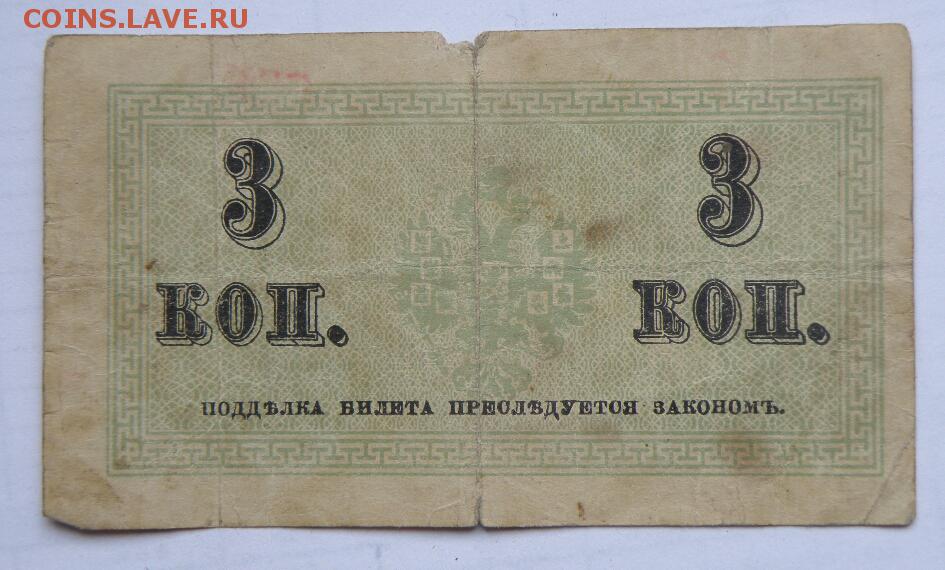 COINS.LAVE.RU
3 3
КОП. КОП.
ПОДДѢЛКА БИЛЕТА ПРЕСЛѢДУЕТСЯ ЗАКОНОМЪ.